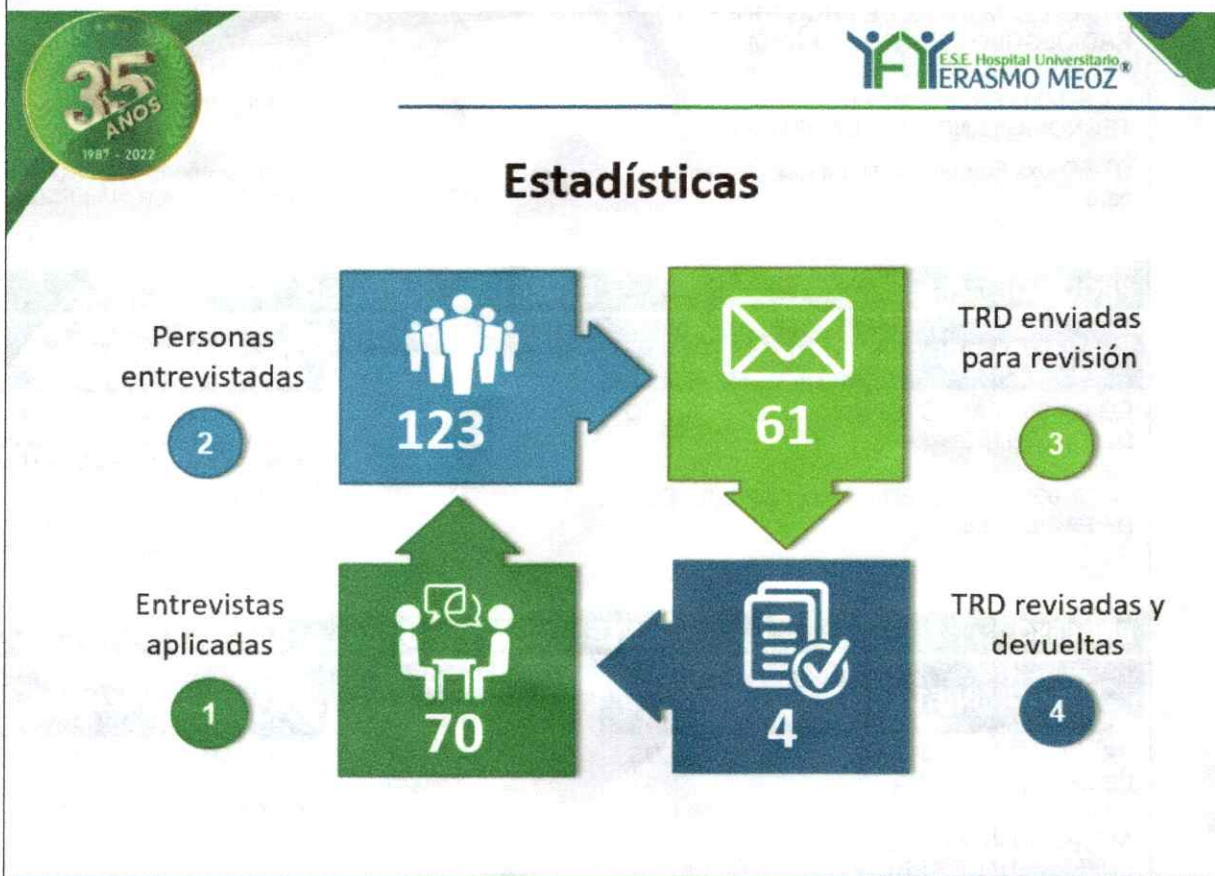 35
AÑOS
1987 - 2022
E.S.E. Hospital Universitario
ERASMO MEOZ®
Estadísticas
Personas
entrevistadas
2
123
61
TRD enviadas
para revisión
3
Entrevistas
aplicadas
1
70
4
TRD revisadas y
devueltas
4